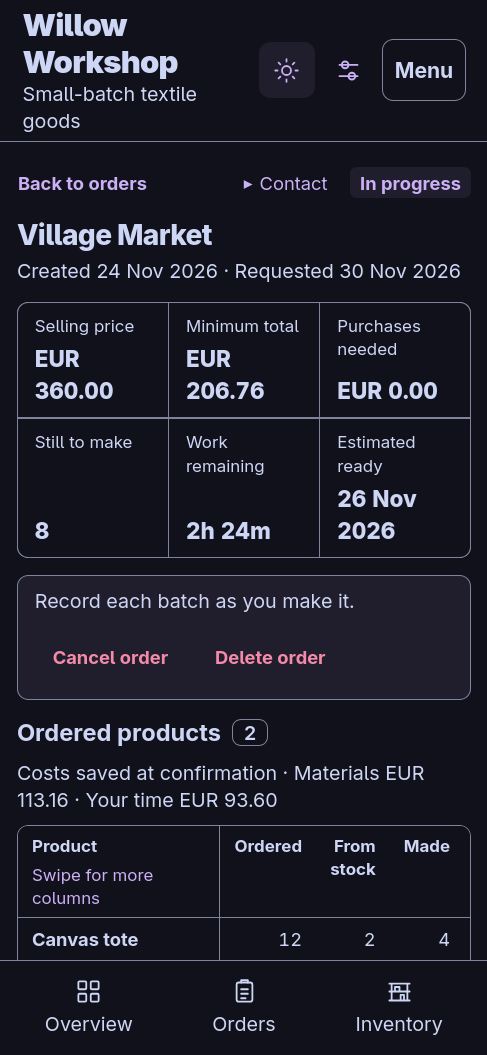 Willow
Workshop
Small-batch textile
goods
Menu
Back to orders
▸ Contact
In progress
Village Market
Created 24 Nov 2026 · Requested 30 Nov 2026
Selling price
EUR
360.00
Minimum total
EUR
206.76
Purchases
needed
EUR 0.00
Still to make
8
Work
remaining
2h 24m
Estimated
ready
26 Nov
2026
Record each batch as you make it.
Cancel order
Delete order
Ordered products 2
Costs saved at confirmation · Materials EUR
113.16 · Your time EUR 93.60
Product
Swipe for more
columns
Ordered
From
stock
Made
Canvas tote 12 2 4
Overview
Orders
Inventory